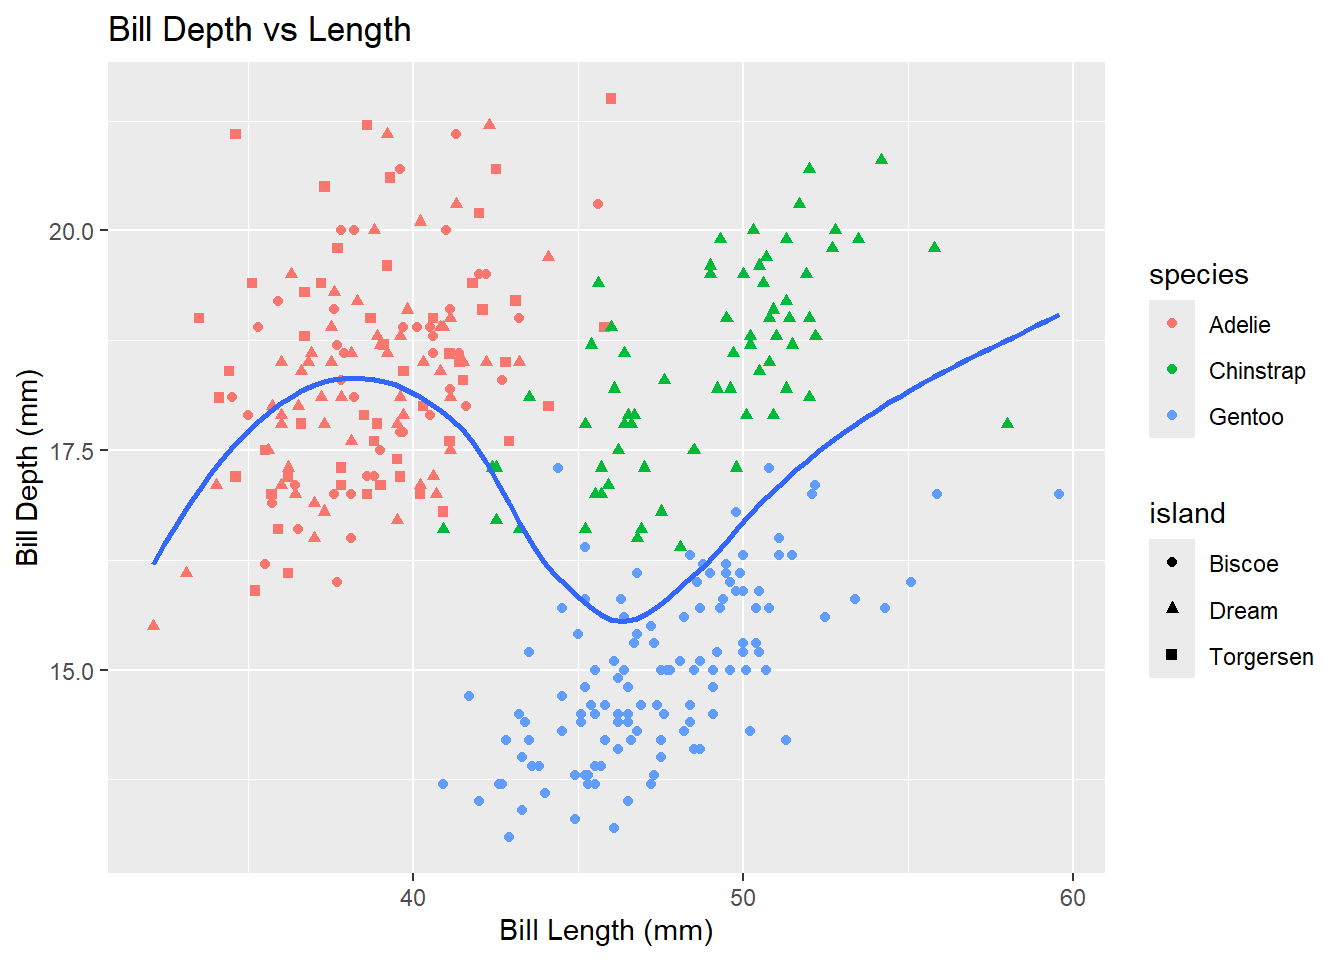 Bill Depth vs Length
20.0
17.5
15.0
Bill Depth (mm)
40 50 60
Bill Length (mm)
species
Adelie
Chinstrap
Gentoo
island
Biscoe
Dream
Torgersen